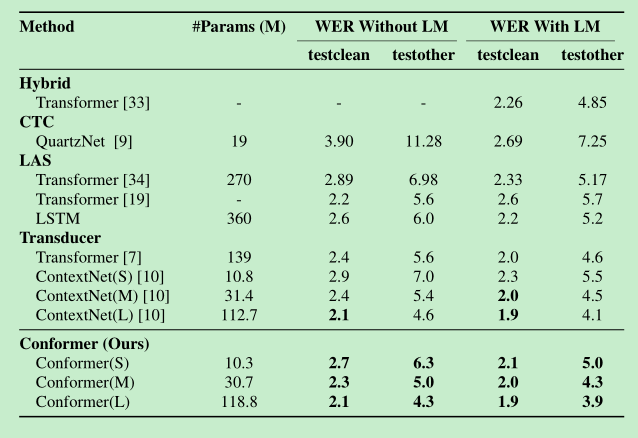 Method #Params (M) WER Without LM WER With LM
testclean testother testclean testother
Hybrid
Transformer [33] - - - 2.26 4.85
CTC
QuartzNet [9] 19 3.90 11.28 2.69 7.25
LAS
Transformer [34] 270 2.89 6.98 2.33 5.17
Transformer [19] - 2.2 5.6 2.6 5.7
LSTM 360 2.6 6.0 2.2 5.2
Transducer
Transformer [7] 139 2.4 5.6 2.0 4.6
ContextNet(S) [10] 10.8 2.9 7.0 2.3 5.5
ContextNet(M) [10] 31.4 2.4 5.4 2.0 4.5
ContextNet(L) [10] 112.7 2.1 4.6 1.9 4.1
Conformer (Ours)
Conformer(S) 10.3 2.7 6.3 2.1 5.0
Conformer(M) 30.7 2.3 5.0 2.0 4.3
Conformer(L) 118.8 2.1 4.3 1.9 3.9